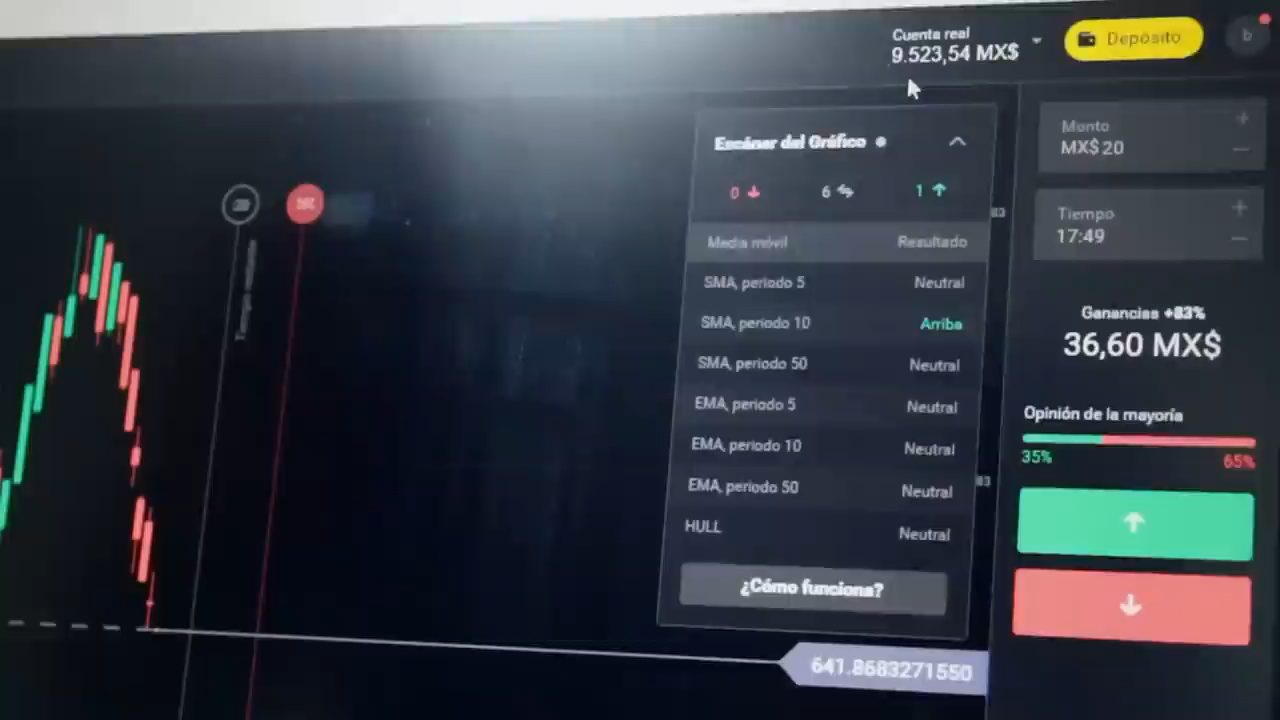 Cuenta real
9.523,54 MX$
Depósito
b
Escáner del Gráfico
0 ↓ 6 ⇆ 1 ↑
Media móvil Resultado
SMA, periodo 5 Neutral
SMA, periodo 10 Arriba
SMA, periodo 50 Neutral
EMA, periodo 5 Neutral
EMA, periodo 10 Neutral
EMA, periodo 50 Neutral
HULL Neutral
¿Cómo funciona?
83
83
641.8683271550
Monto +
MX$ 20 −
Tiempo +
17:49 −
Ganancias +83%
36,60 MX$
Opinión de la mayoría
35% 65%
↑
↓